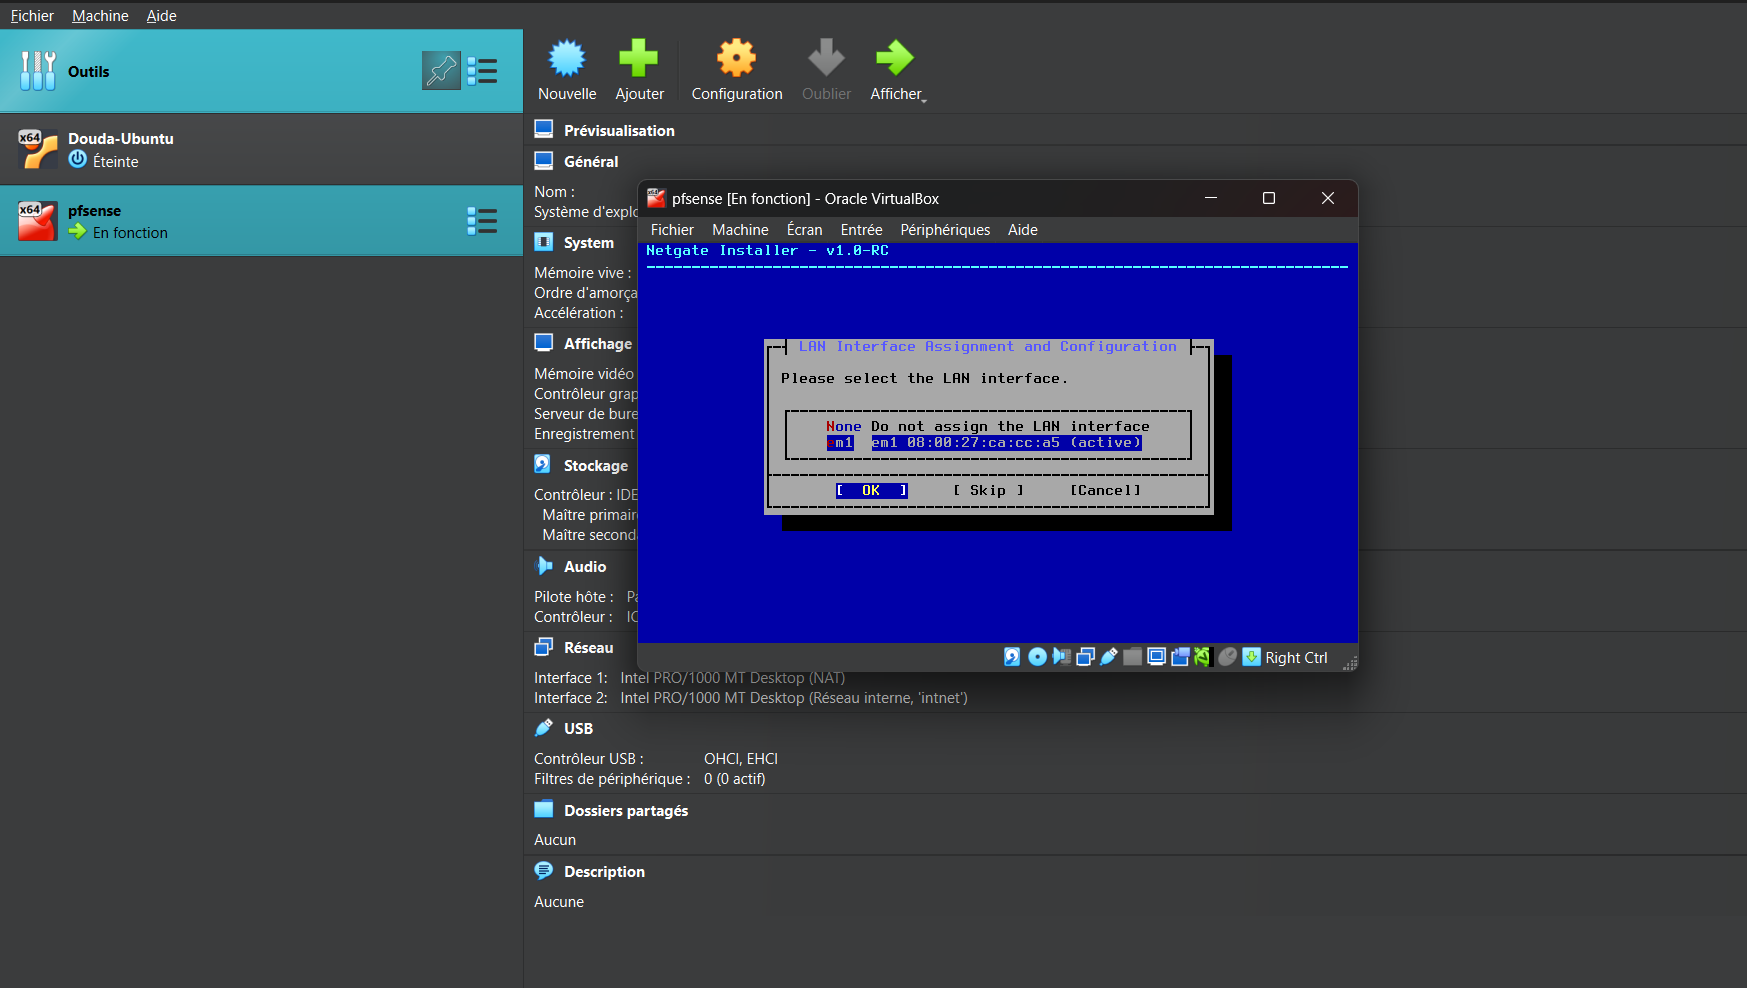 Fichier Machine Aide
Outils
Nouvelle Ajouter Configuration Oublier Afficher
Douda-Ubuntu
Éteinte
pfsense
En fonction
Prévisualisation
Général
Nom :
Système d'explo
System
Mémoire vive :
Ordre d'amorça
Accélération :
Affichage
Mémoire vidéo
Contrôleur grap
Serveur de bure
Enregistrement
Stockage
Contrôleur : IDE
Maître primair
Maître second
Audio
Pilote hôte : Pa
Contrôleur : IC
Réseau
Interface 1: Intel PRO/1000 MT Desktop (NAT)
Interface 2: Intel PRO/1000 MT Desktop (Réseau interne, 'intnet')
USB
Contrôleur USB : OHCI, EHCI
Filtres de périphérique : 0 (0 actif)
Dossiers partagés
Aucun
Description
Aucune
pfsense [En fonction] - Oracle VirtualBox
Fichier Machine Écran Entrée Périphériques Aide
Netgate Installer - v1.0-RC
LAN Interface Assignment and Configuration
Please select the LAN interface.
None Do not assign the LAN interface
em1 em1 08:00:27:ca:cc:a5 (active)
[ OK ] [ Skip ] [Cancel]
Right Ctrl
x64
x64
x64